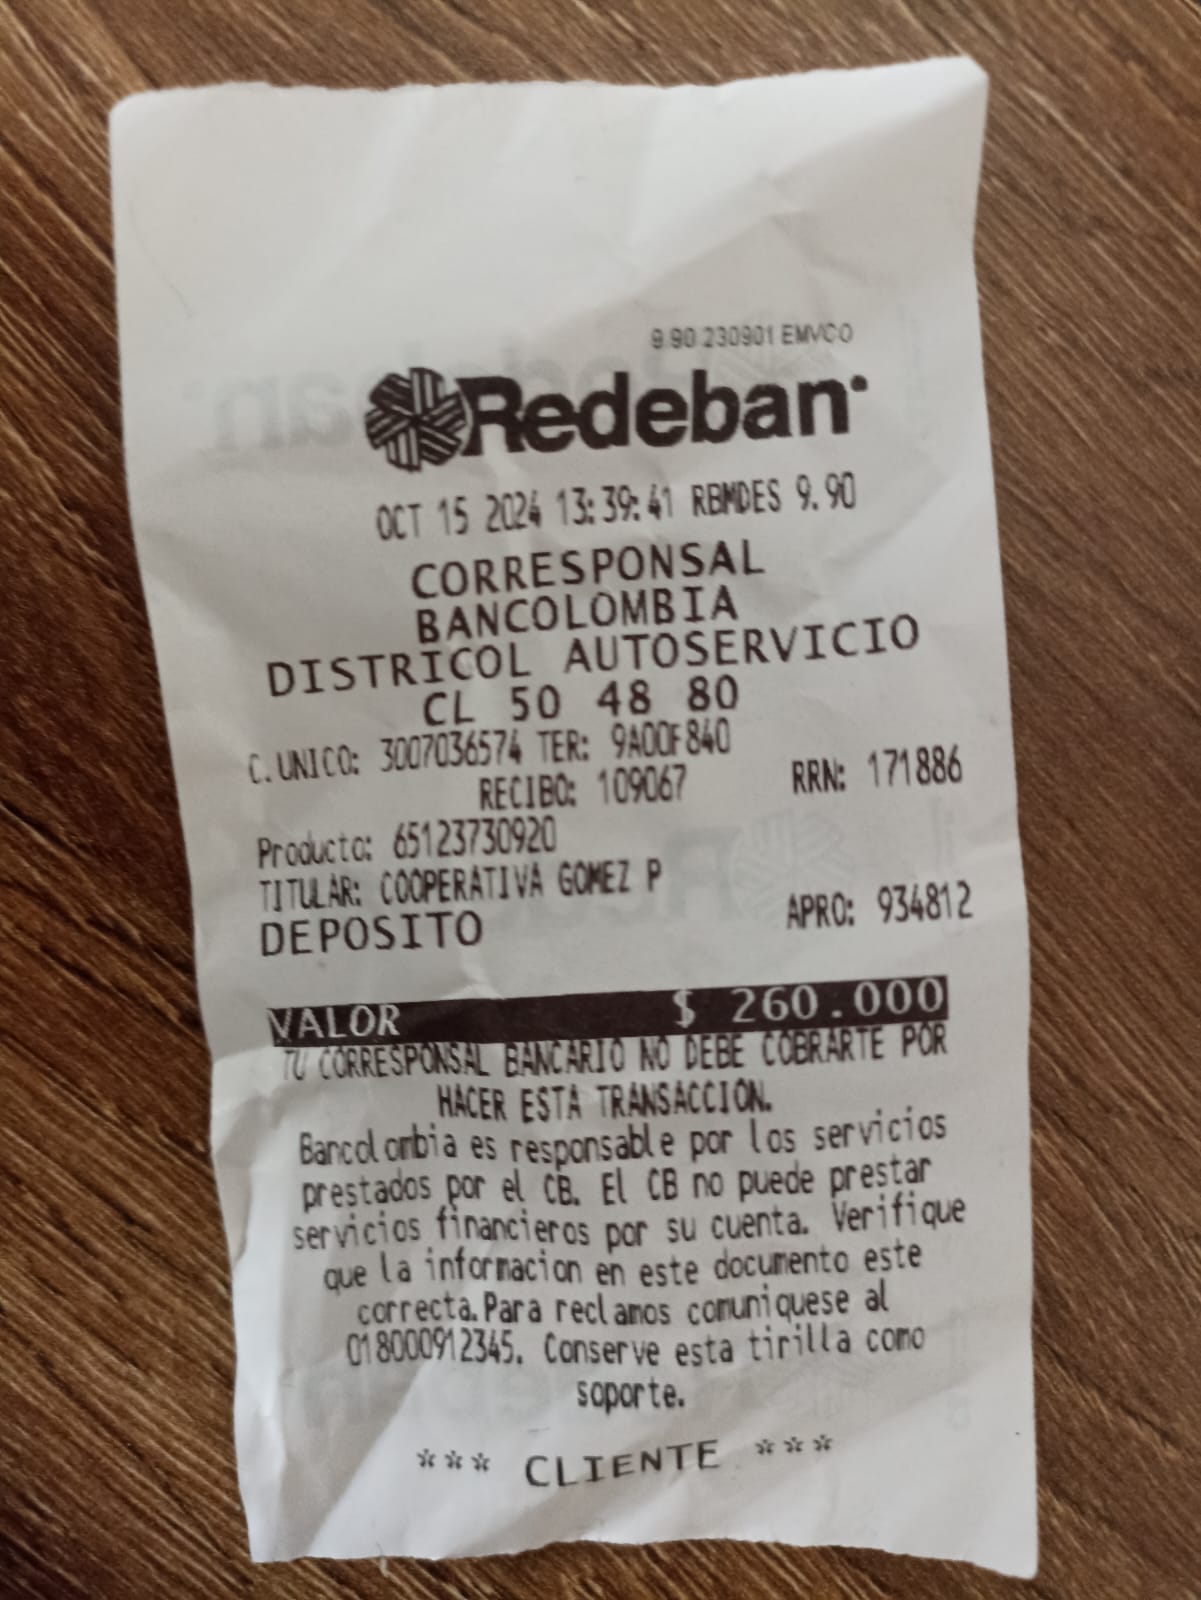 9.90 230901 EMVCO
Redeban
OCT 15 2024 13:39:41 RBMDES 9.90
CORRESPONSAL
BANCOLOMBIA
DISTRICOL AUTOSERVICIO
CL 50 48 80
C. UNICO: 3007036574 TER: 9A00F840
RECIBO: 109067 RRN: 171886
Producto: 65123730920
TITULAR: COOPERATIVA GOMEZ P
DEPOSITO APRO: 934812
VALOR $ 260.000
TU CORRESPONSAL BANCARIO NO DEBE COBRARTE POR
HACER ESTA TRANSACCION.
Bancolombia es responsable por los servicios
prestados por el CB. El CB no puede prestar
servicios financieros por su cuenta. Verifique
que la informacion en este documento este
correcta.Para reclamos comuniquese al
018000912345. Conserve esta tirilla como
soporte.
*** CLIENTE ***